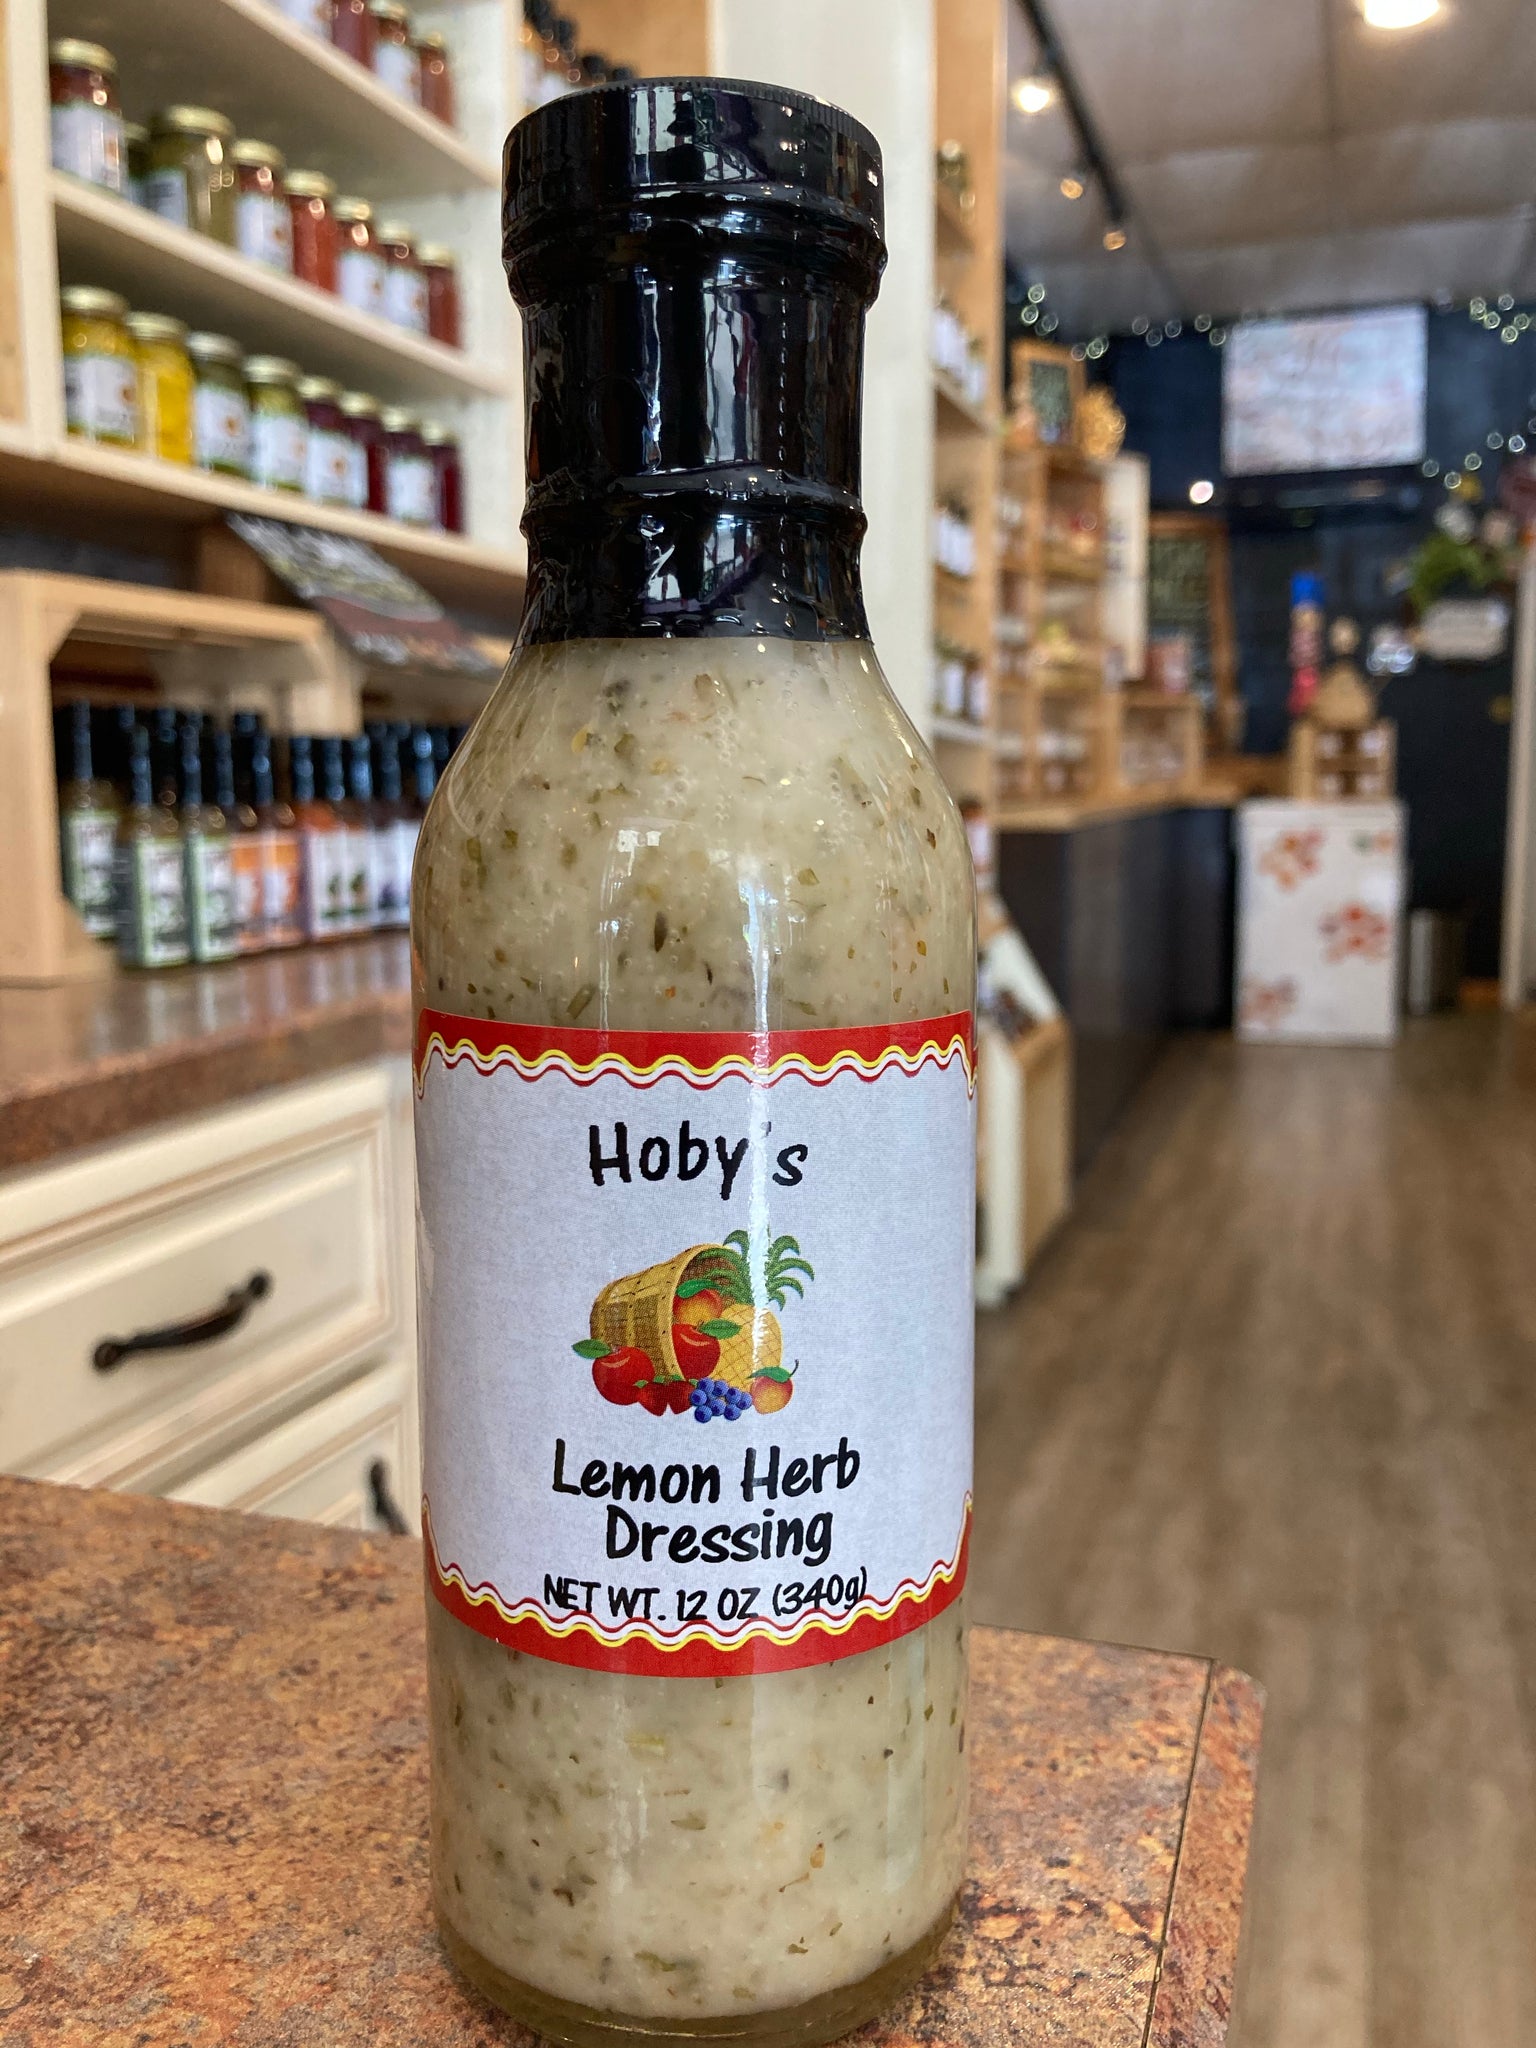 Hoby's
Lemon Herb
Dressing
NET WT. 12 OZ (340g)